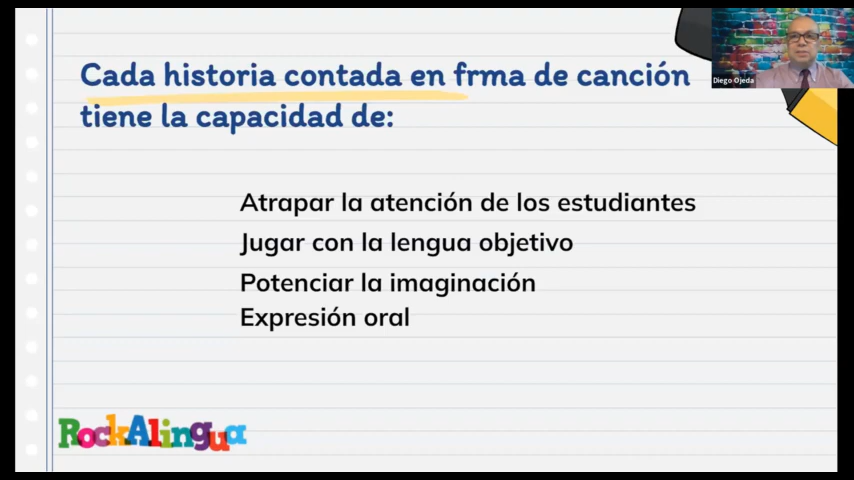 Cada historia contada en frma de canción
tiene la capacidad de:
Diego Ojeda
Atrapar la atención de los estudiantes
Jugar con la lengua objetivo
Potenciar la imaginación
Expresión oral
RockAlingua